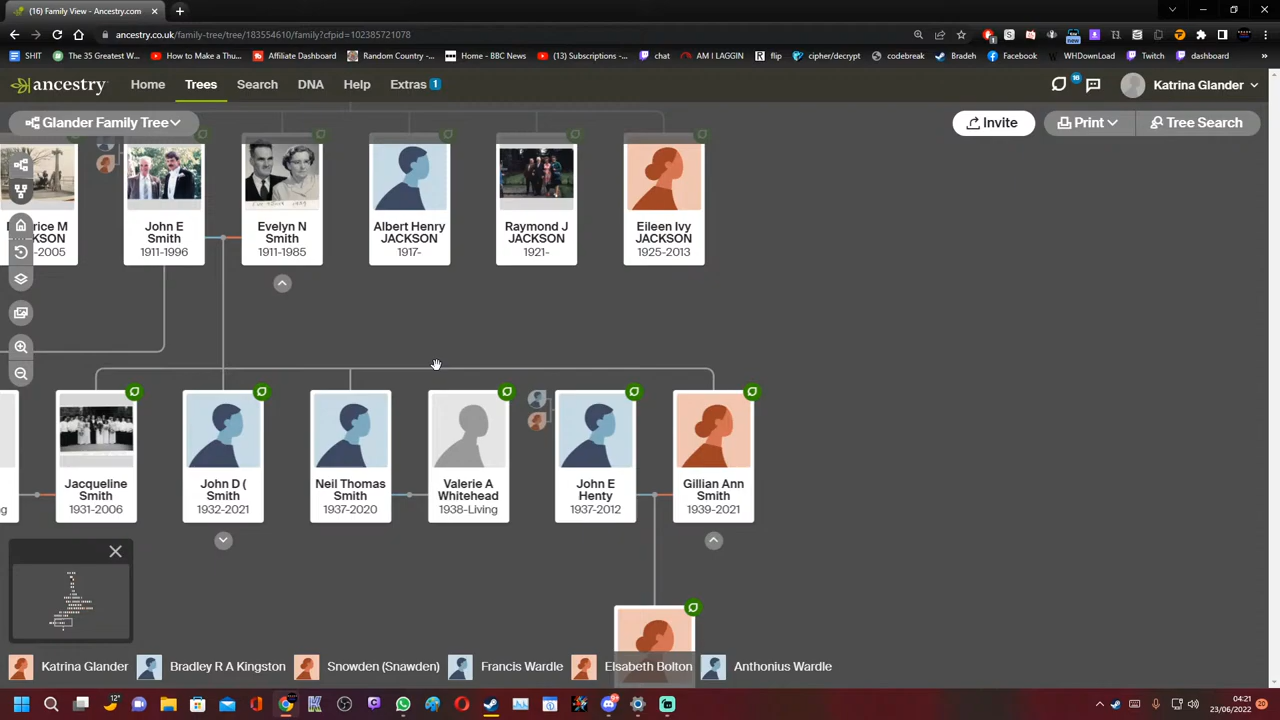 (16) Family View - Ancestry.com
ancestry.co.uk/family-tree/tree/183554610/family?cfpid=102385721078
SHIT
The 35 Greatest W...
How to Make a Thu...
Affiliate Dashboard
Random Country -...
Home - BBC News
(13) Subscriptions -...
chat
AM I LAGGIN
flip
cipher/decrypt
codebreak
Facebook
Bradeh
WHDownLoad
Twitch
dashboard
ancestry
Home
Trees
Search
DNA
Help
Extras 1
Katrina Glander
Glander Family Tree
Invite
Print
Tree Search
KSON
-2005
John E
Smith
1911-1996
Evelyn N
Smith
1911-1985
Albert Henry
JACKSON
1917-
Raymond J
JACKSON
1921-
Eileen Ivy
JACKSON
1925-2013
Jacqueline
Smith
1931-2006
John D (
Smith
1932-2021
Neil Thomas
Smith
1937-2020
Valerie A
Whitehead
1938-Living
John E
Henty
1937-2012
Gillian Ann
Smith
1939-2021
Katrina Glander
Bradley R A Kingston
Snowden (Snawden)
Francis Wardle
Elsabeth Bolton
Anthonius Wardle
12°
04:21
23/06/2022